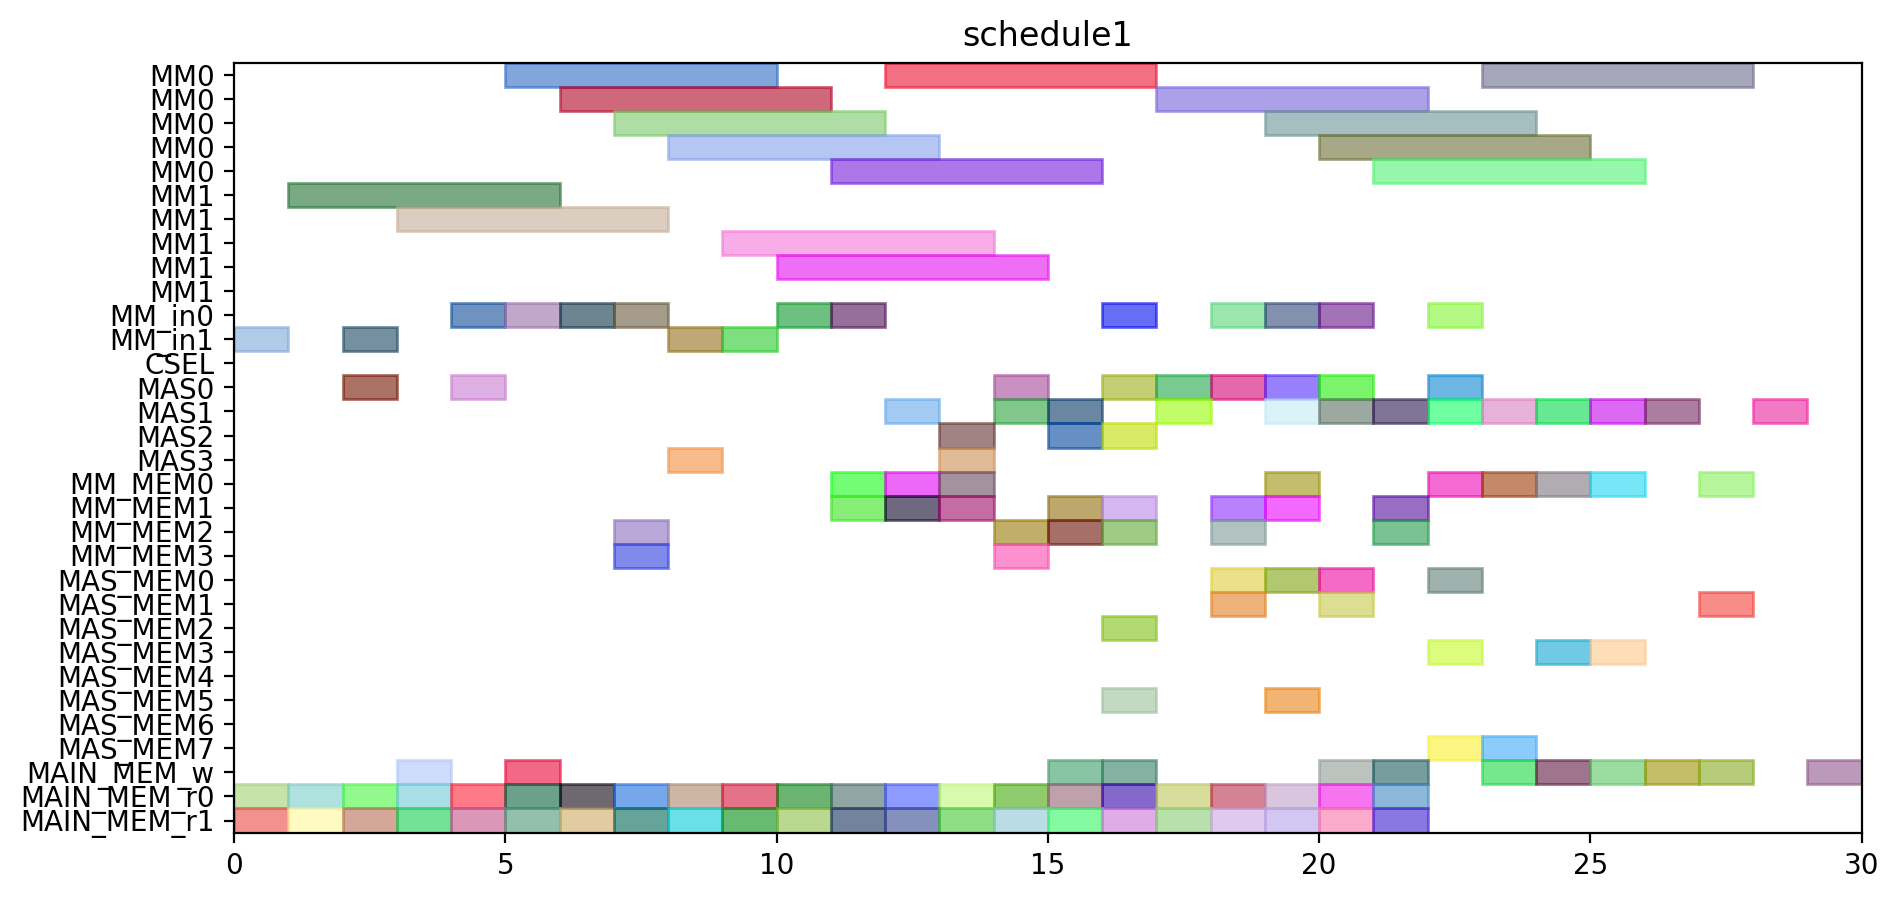 schedule1
MM0
MM0
MM0
MM0
MM0
MM1
MM1
MM1
MM1
MM1
MM_in0
MM_in1
CSEL
MAS0
MAS1
MAS2
MAS3
MM_MEM0
MM_MEM1
MM_MEM2
MM_MEM3
MAS_MEM0
MAS_MEM1
MAS_MEM2
MAS_MEM3
MAS_MEM4
MAS_MEM5
MAS_MEM6
MAS_MEM7
MAIN_MEM_w
MAIN_MEM_r0
MAIN_MEM_r1
0 5 10 15 20 25 30